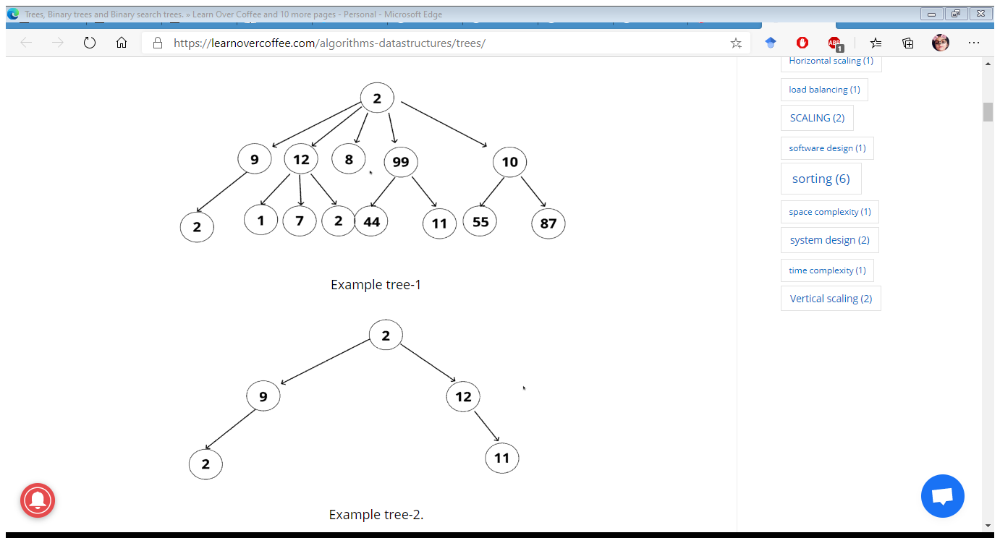 Trees, Binary trees and Binary search trees. » Learn Over Coffee and 10 more pages - Personal - Microsoft Edge
https://learnovercoffee.com/algorithms-datastructures/trees/
ABP
1
2
9 12 8 99 10
2 1 7 2 44 11 55 87
Example tree-1
2
9 12
2 11
Example tree-2.
Horizontal scaling (1)
load balancing (1)
SCALING (2)
software design (1)
sorting (6)
space complexity (1)
system design (2)
time complexity (1)
Vertical scaling (2)